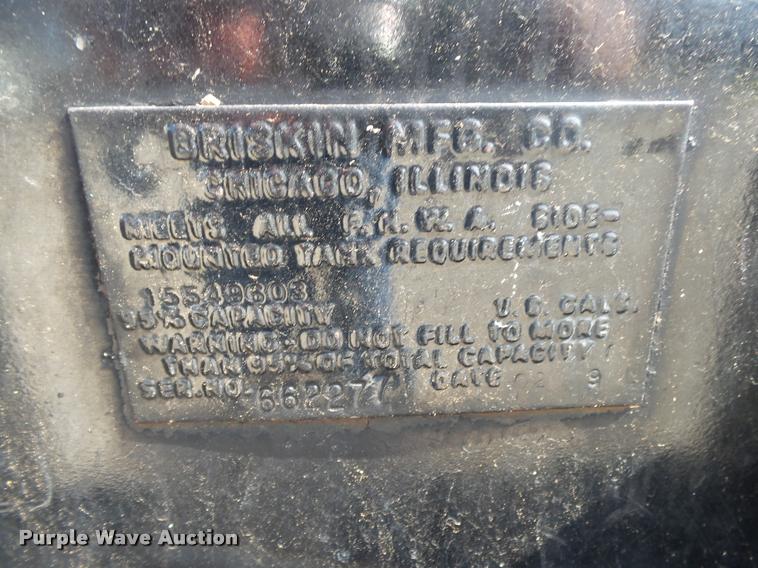 BRISKIN MFG. CO.
CHICAGO, ILLINOIS
MEETS ALL F.H.W.A. SIDE-
MOUNTED TANK REQUIREMENTS
15549603
95% CAPACITY U.S. GALS.
WARNING-DO NOT FILL TO MORE
THAN 95% OF TOTAL CAPACITY
SER.NO. 662277 DATE
Purple Wave Auction